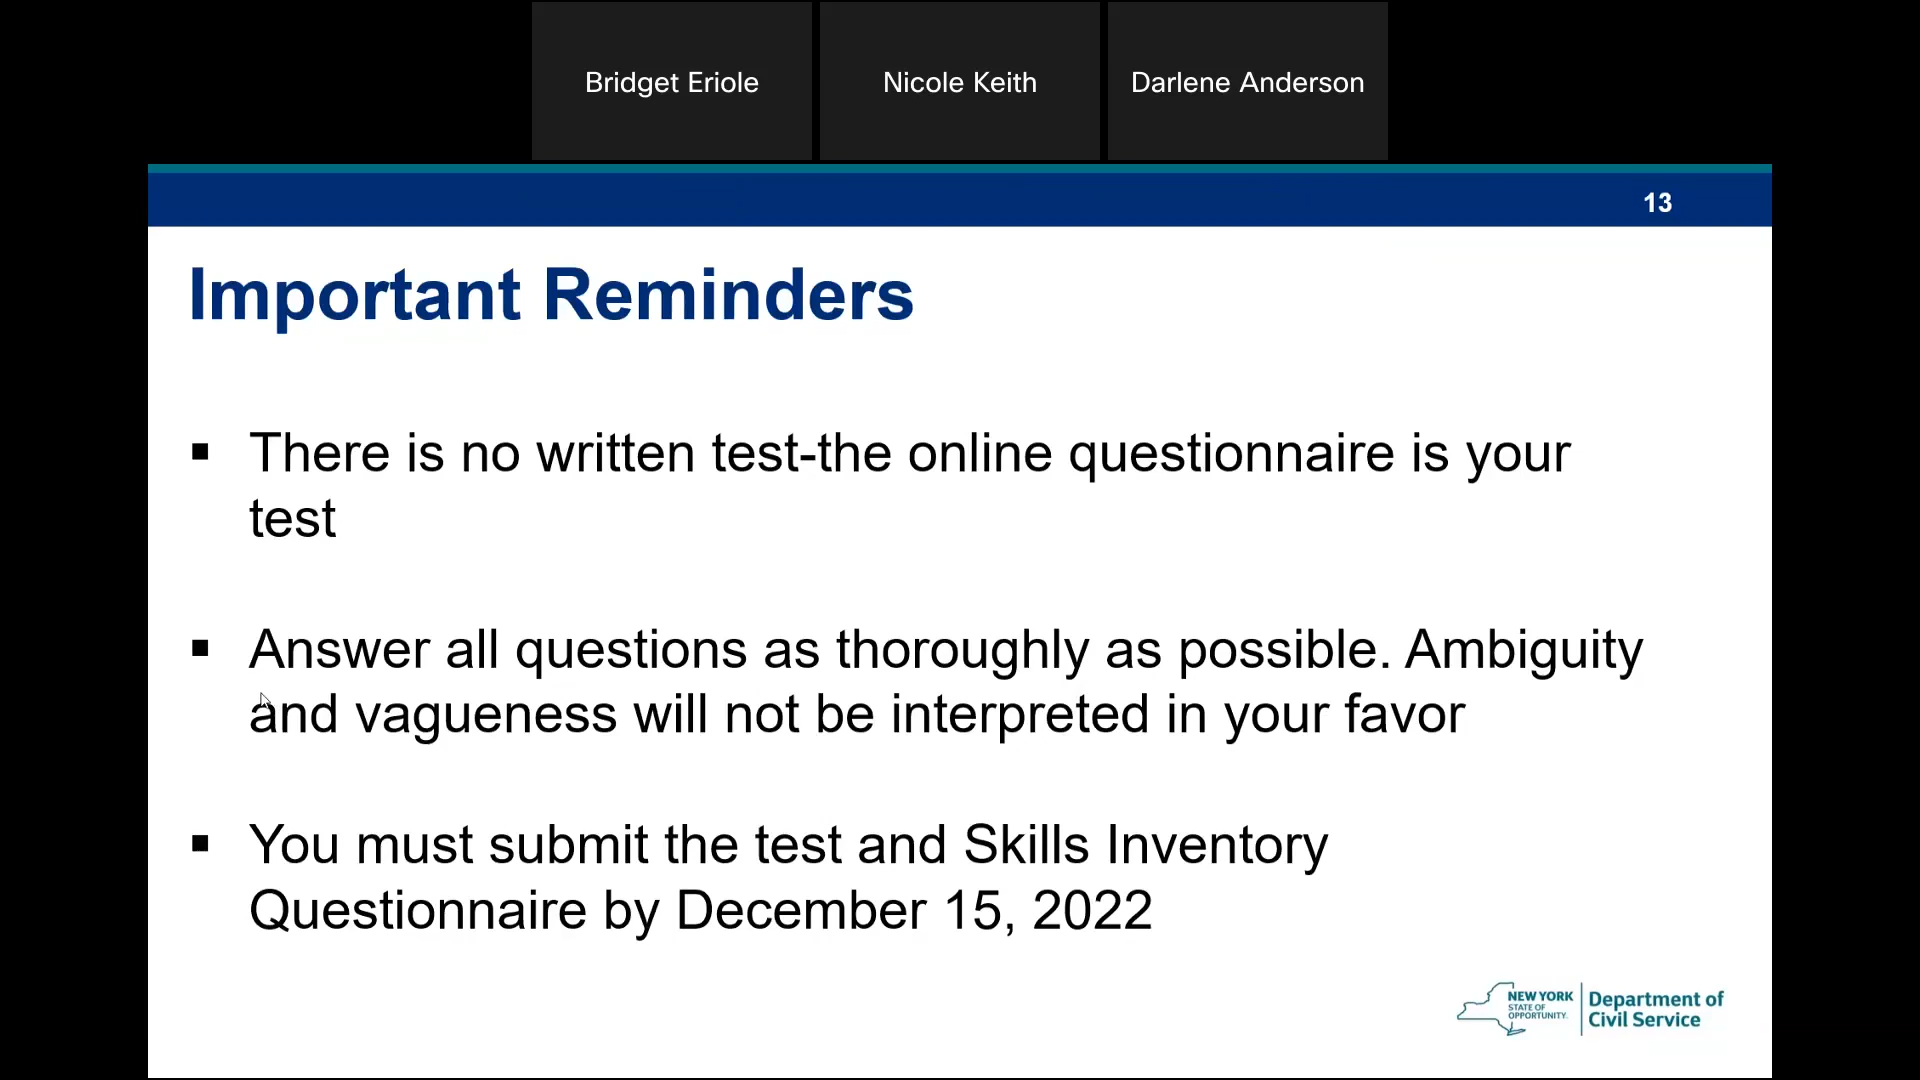 Bridget Eriole
Nicole Keith
Darlene Anderson
13
Important Reminders
▪ There is no written test-the online questionnaire is your
test
▪ Answer all questions as thoroughly as possible. Ambiguity
and vagueness will not be interpreted in your favor
▪ You must submit the test and Skills Inventory
Questionnaire by December 15, 2022
NEW YORK
STATE OF
OPPORTUNITY.
Department of
Civil Service